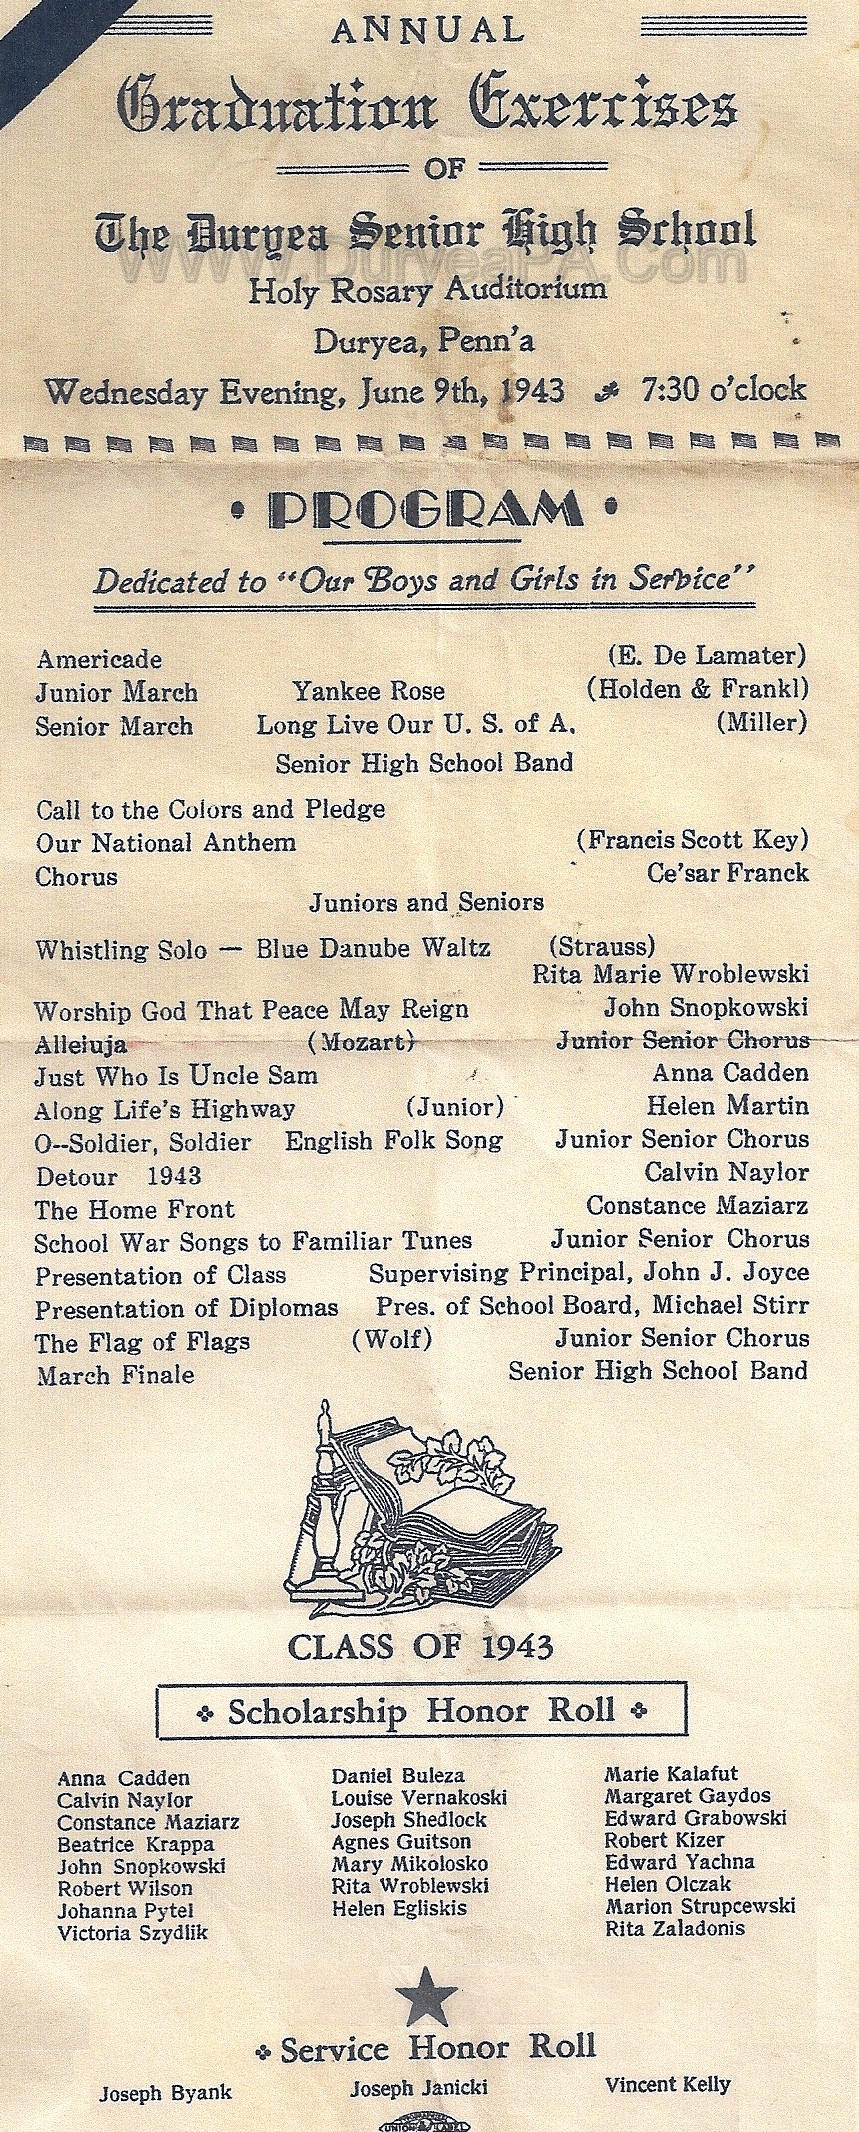 ANNUAL
Graduation Exercises
OF
The Duryea Senior High School
www.DuryeaPA.Com
Holy Rosary Auditorium
Duryea, Penn'a
Wednesday Evening, June 9th, 1943 7:30 o'clock
• PROGRAM •
Dedicated to "Our Boys and Girls in Service"
Americade (E. De Lamater)
Junior March Yankee Rose (Holden & Frankl)
Senior March Long Live Our U. S. of A. (Miller)
Senior High School Band
Call to the Colors and Pledge
Our National Anthem (Francis Scott Key)
Chorus Ce'sar Franck
Juniors and Seniors
Whistling Solo — Blue Danube Waltz (Strauss)
Rita Marie Wroblewski
Worship God That Peace May Reign John Snopkowski
Alleluja (Mozart) Junior Senior Chorus
Just Who Is Uncle Sam Anna Cadden
Along Life's Highway (Junior) Helen Martin
O--Soldier, Soldier English Folk Song Junior Senior Chorus
Detour 1943 Calvin Naylor
The Home Front Constance Maziarz
School War Songs to Familiar Tunes Junior Senior Chorus
Presentation of Class Supervising Principal, John J. Joyce
Presentation of Diplomas Pres. of School Board, Michael Stirr
The Flag of Flags (Wolf) Junior Senior Chorus
March Finale Senior High School Band
CLASS OF 1943
Scholarship Honor Roll
Anna Cadden Daniel Buleza Marie Kalafut
Calvin Naylor Louise Vernakoski Margaret Gaydos
Constance Maziarz Joseph Shedlock Edward Grabowski
Beatrice Krappa Agnes Guitson Robert Kizer
John Snopkowski Mary Mikolosko Edward Yachna
Robert Wilson Rita Wroblewski Helen Olczak
Johanna Pytel Helen Egliskis Marion Strupcewski
Victoria Szydlik Rita Zaladonis
Service Honor Roll
Joseph Byank Joseph Janicki Vincent Kelly
UNION LABEL